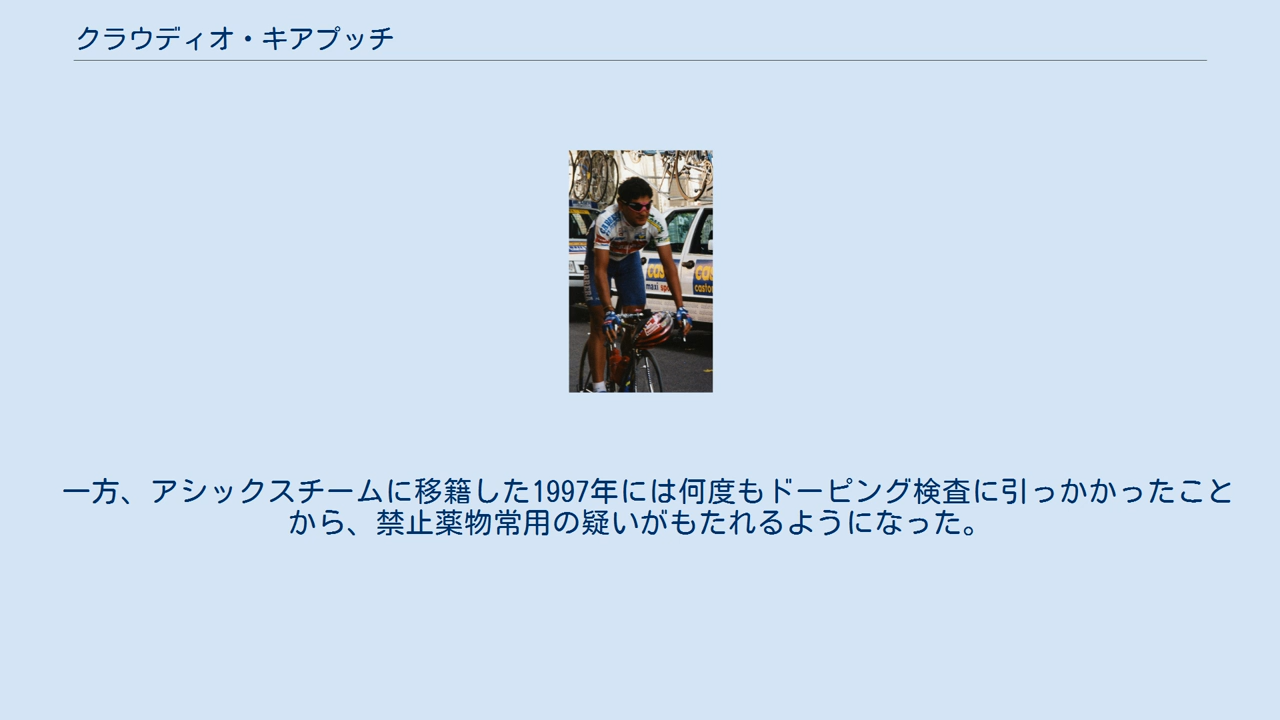 クラウディオ・キアプッチ
maxi
一方、アシックスチームに移籍した1997年には何度もドーピング検査に引っかかったこと
から、禁止薬物常用の疑いがもたれるようになった。